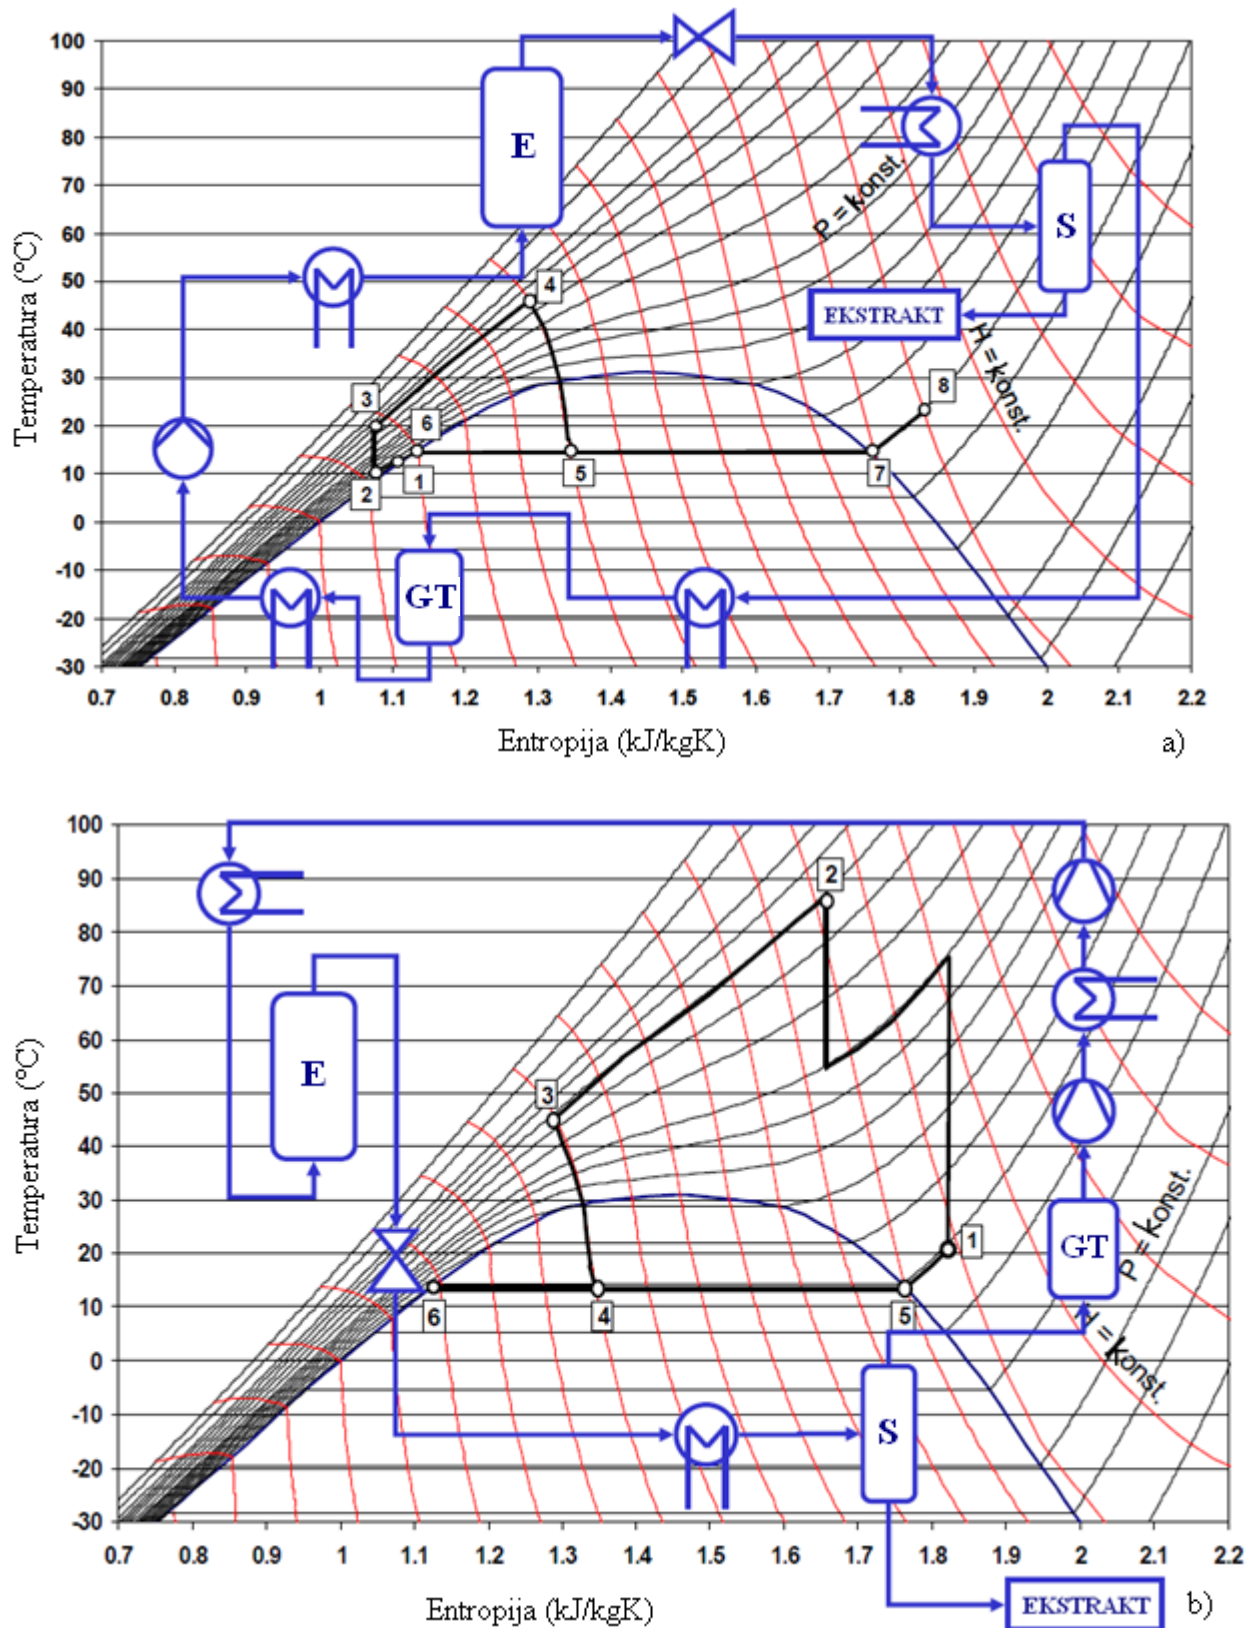 100
90
80
70
60
50
40
30
20
10
0
-10
-20
-30
Temperatura (°C)
E
S
P = konst.
EKSTRAKT
H = konst.
4
3
6
8
2
1
5
7
GT
0.7 0.8 0.9 1 1.1 1.2 1.3 1.4 1.5 1.6 1.7 1.8 1.9 2 2.1 2.2
Entropija (kJ/kgK)
a)
100
90
80
70
60
50
40
30
20
10
0
-10
-20
-30
Temperatura (°C)
2
E
3
1
GT
P = konst.
H = konst.
6
4
5
S
0.7 0.8 0.9 1 1.1 1.2 1.3 1.4 1.5 1.6 1.7 1.8 1.9 2 2.1 2.2
Entropija (kJ/kgK)
EKSTRAKT
b)